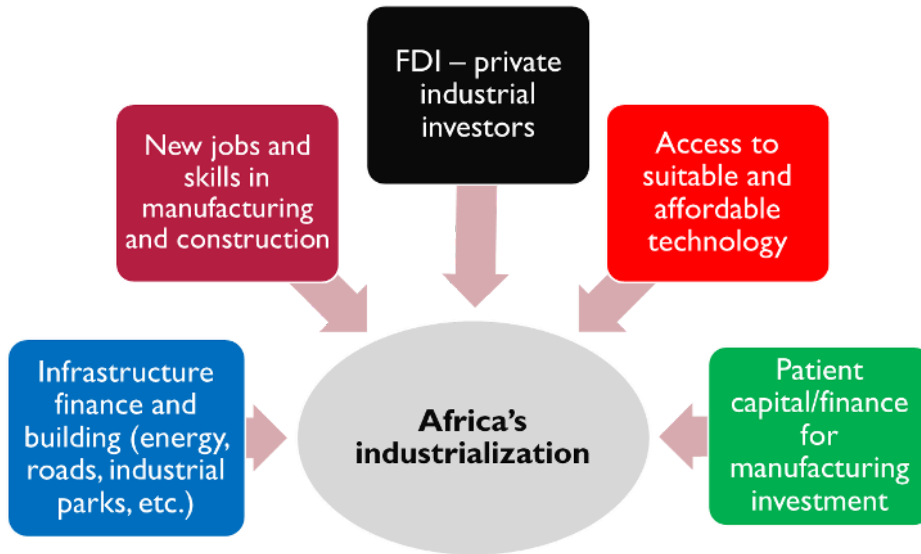 FDI – private
industrial
investors
New jobs and
skills in
manufacturing
and construction
Access to
suitable and
affordable
technology
Infrastructure
finance and
building (energy,
roads, industrial
parks, etc.)
Africa's
industrialization
Patient
capital/finance
for
manufacturing
investment